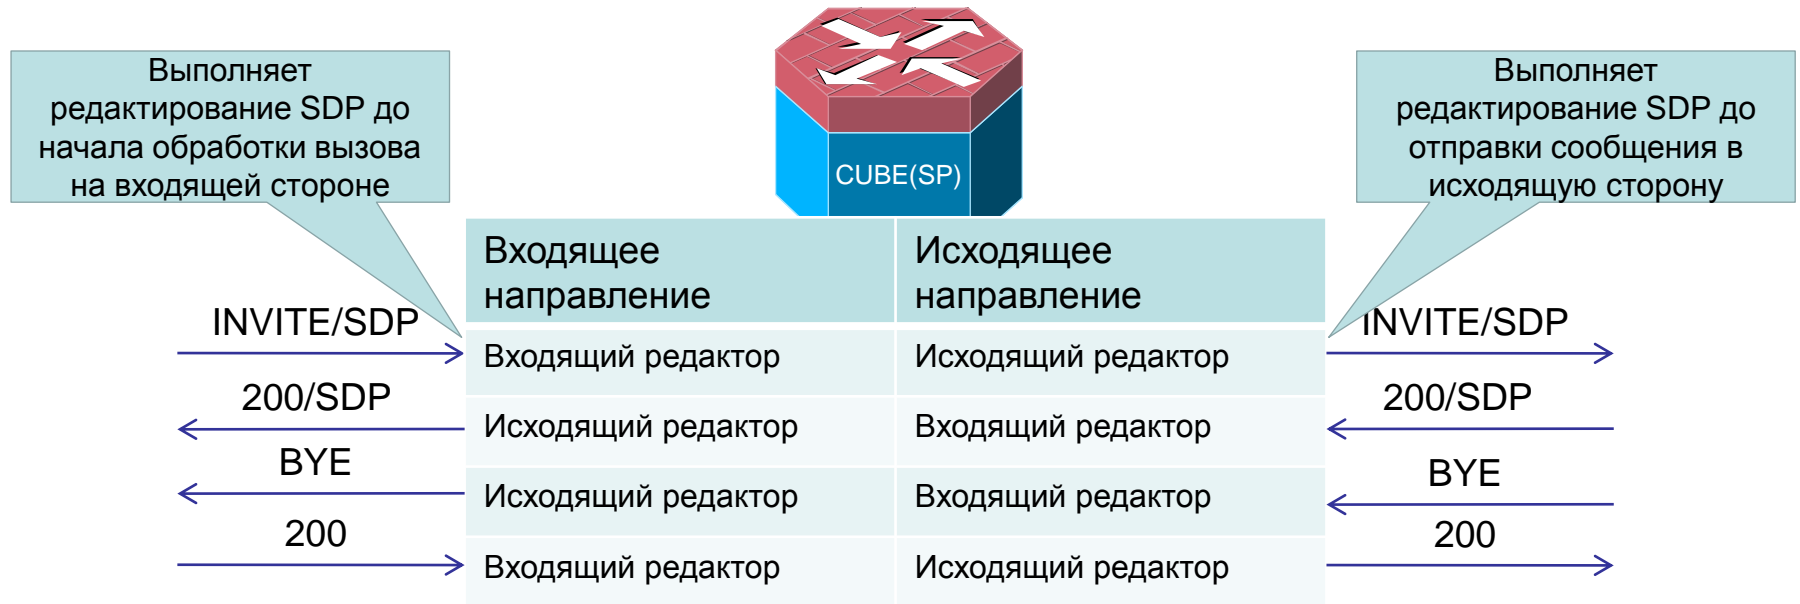 Выполняет
редактирование SDP до
начала обработки вызова
на входящей стороне
CUBE(SP)
Выполняет
редактирование SDP до
отправки сообщения в
исходящую сторону
Входящее
направление
Исходящее
направление
INVITE/SDP
Входящий редактор
Исходящий редактор
INVITE/SDP
200/SDP
Исходящий редактор
Входящий редактор
200/SDP
BYE
Исходящий редактор
Входящий редактор
BYE
200
Входящий редактор
Исходящий редактор
200